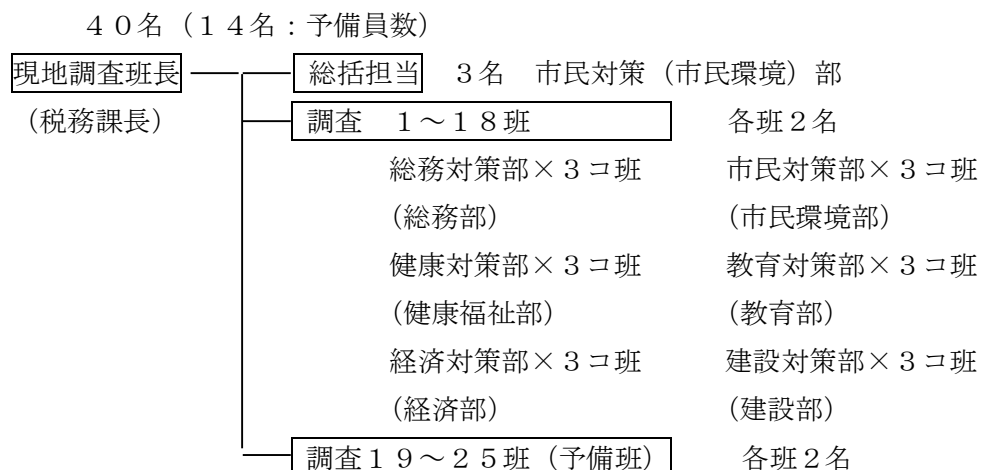 ４０名（１４名：予備員数）
現地調査班長 総括担当 ３名 市民対策（市民環境）部
（税務課長） 調査 １～１８班 各班２名
総務対策部×３コ班 市民対策部×３コ班
（総務部） （市民環境部）
健康対策部×３コ班 教育対策部×３コ班
（健康福祉部） （教育部）
経済対策部×３コ班 建設対策部×３コ班
（経済部） （建設部）
調査１９～２５班（予備班） 各班２名